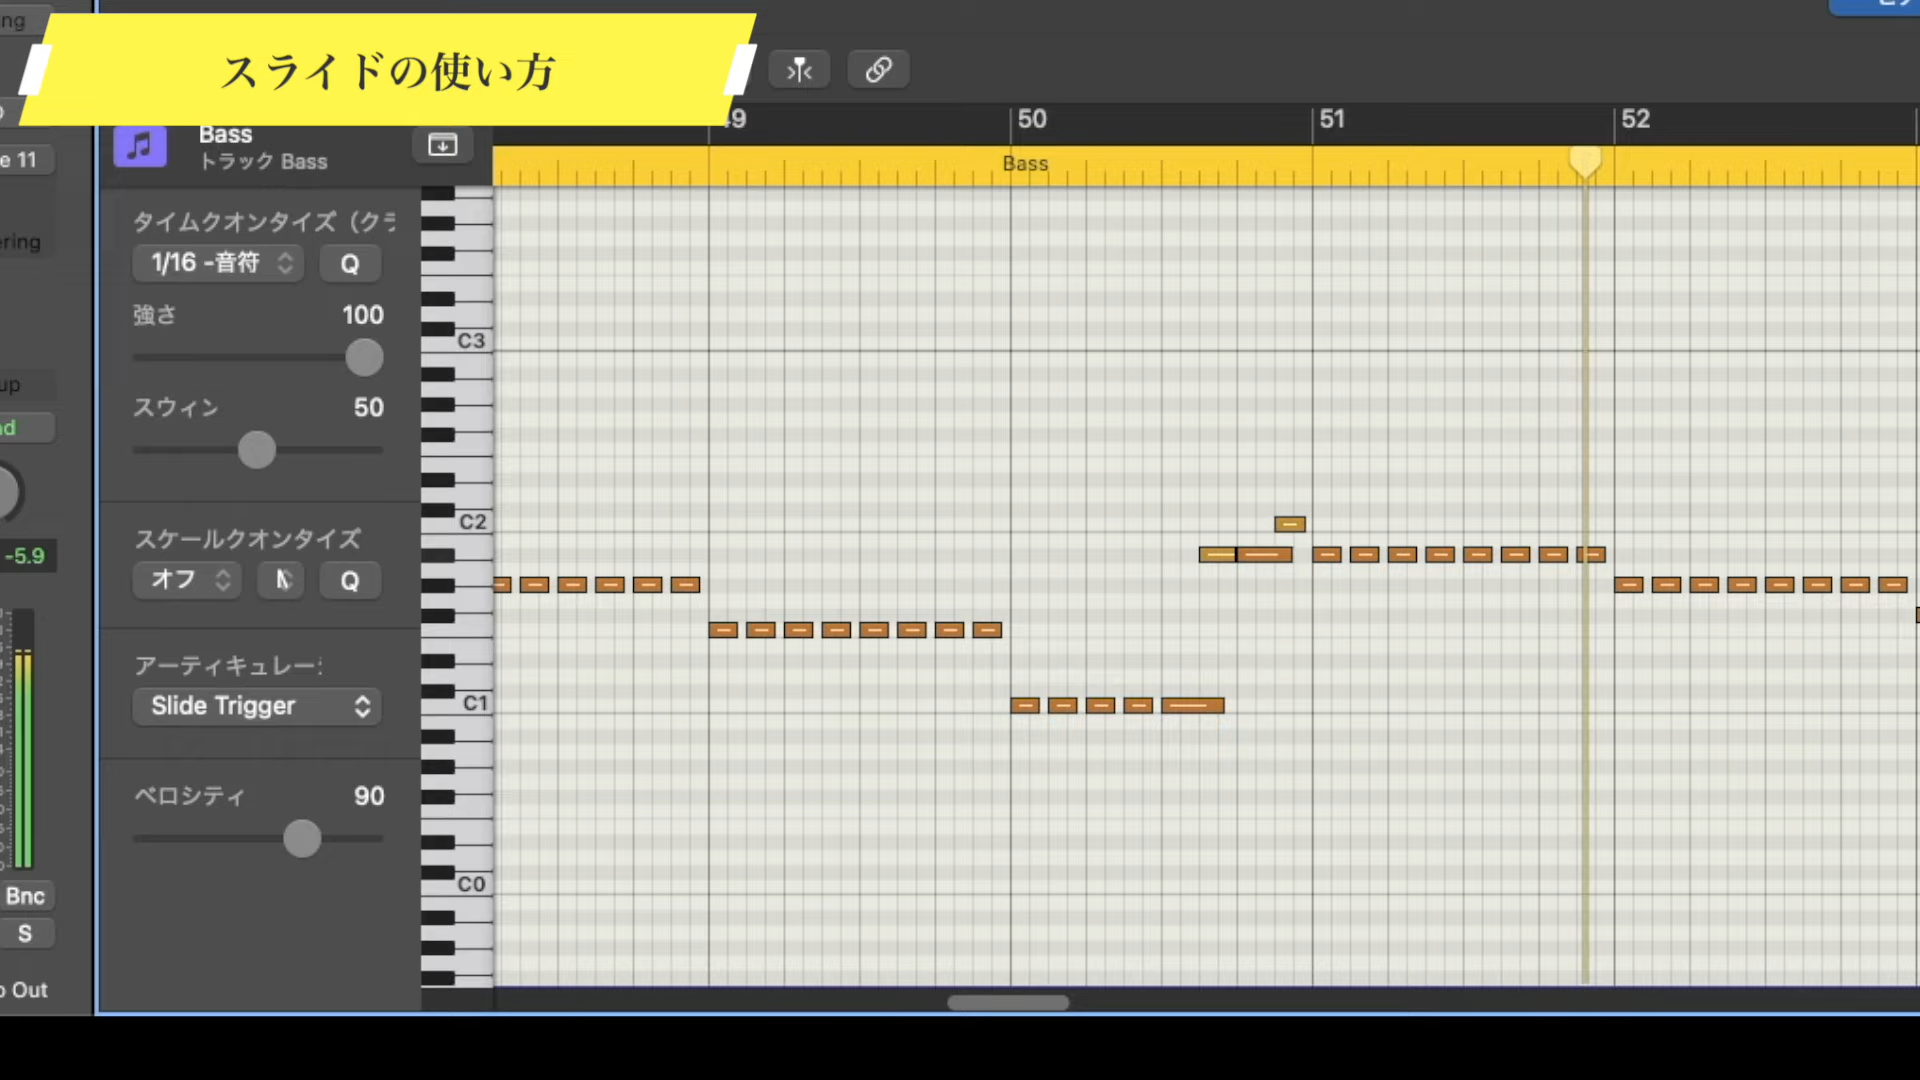 ng
スライドの使い方
49 50 51 52
Bass
トラック Bass
Bass
e 11
タイムクオンタイズ（クラ
ering
1/16 -音符 Q
強さ 100
C3
up
スウィン 50
nd
C2
スケールクオンタイズ
-5.9
オフ Q
アーティキュレー
Slide Trigger
C1
ベロシティ 90
C0
Bnc
S
o Out